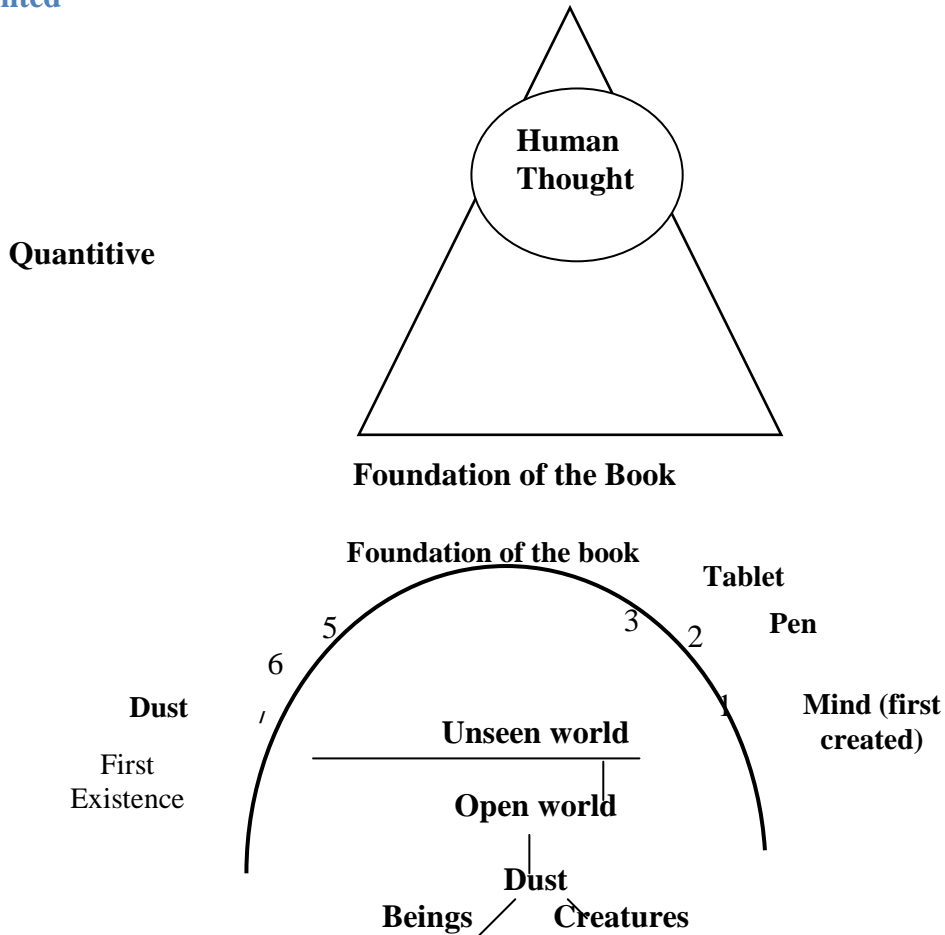 Human
Thought
Quantitive
Foundation of the Book
Foundation of the book
Tablet
Pen
3
2
5
6
1
Dust
Mind (first
created)
Unseen world
First
Existence
Open world
Dust
Beings
Creatures